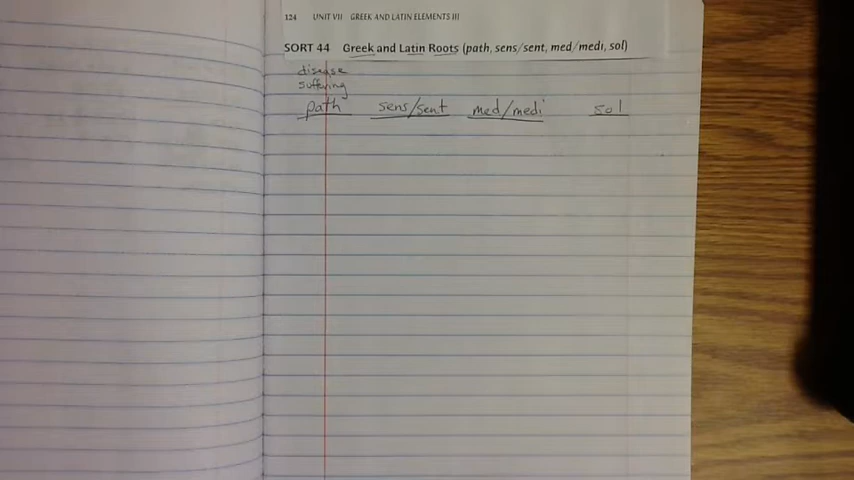 124 UNIT VII GREEK AND LATIN ELEMENTS III
SORT 44 Greek and Latin Roots (path, sens/sent, med/medi, sol)
disease
suffering
path sens/sent med/medi sol